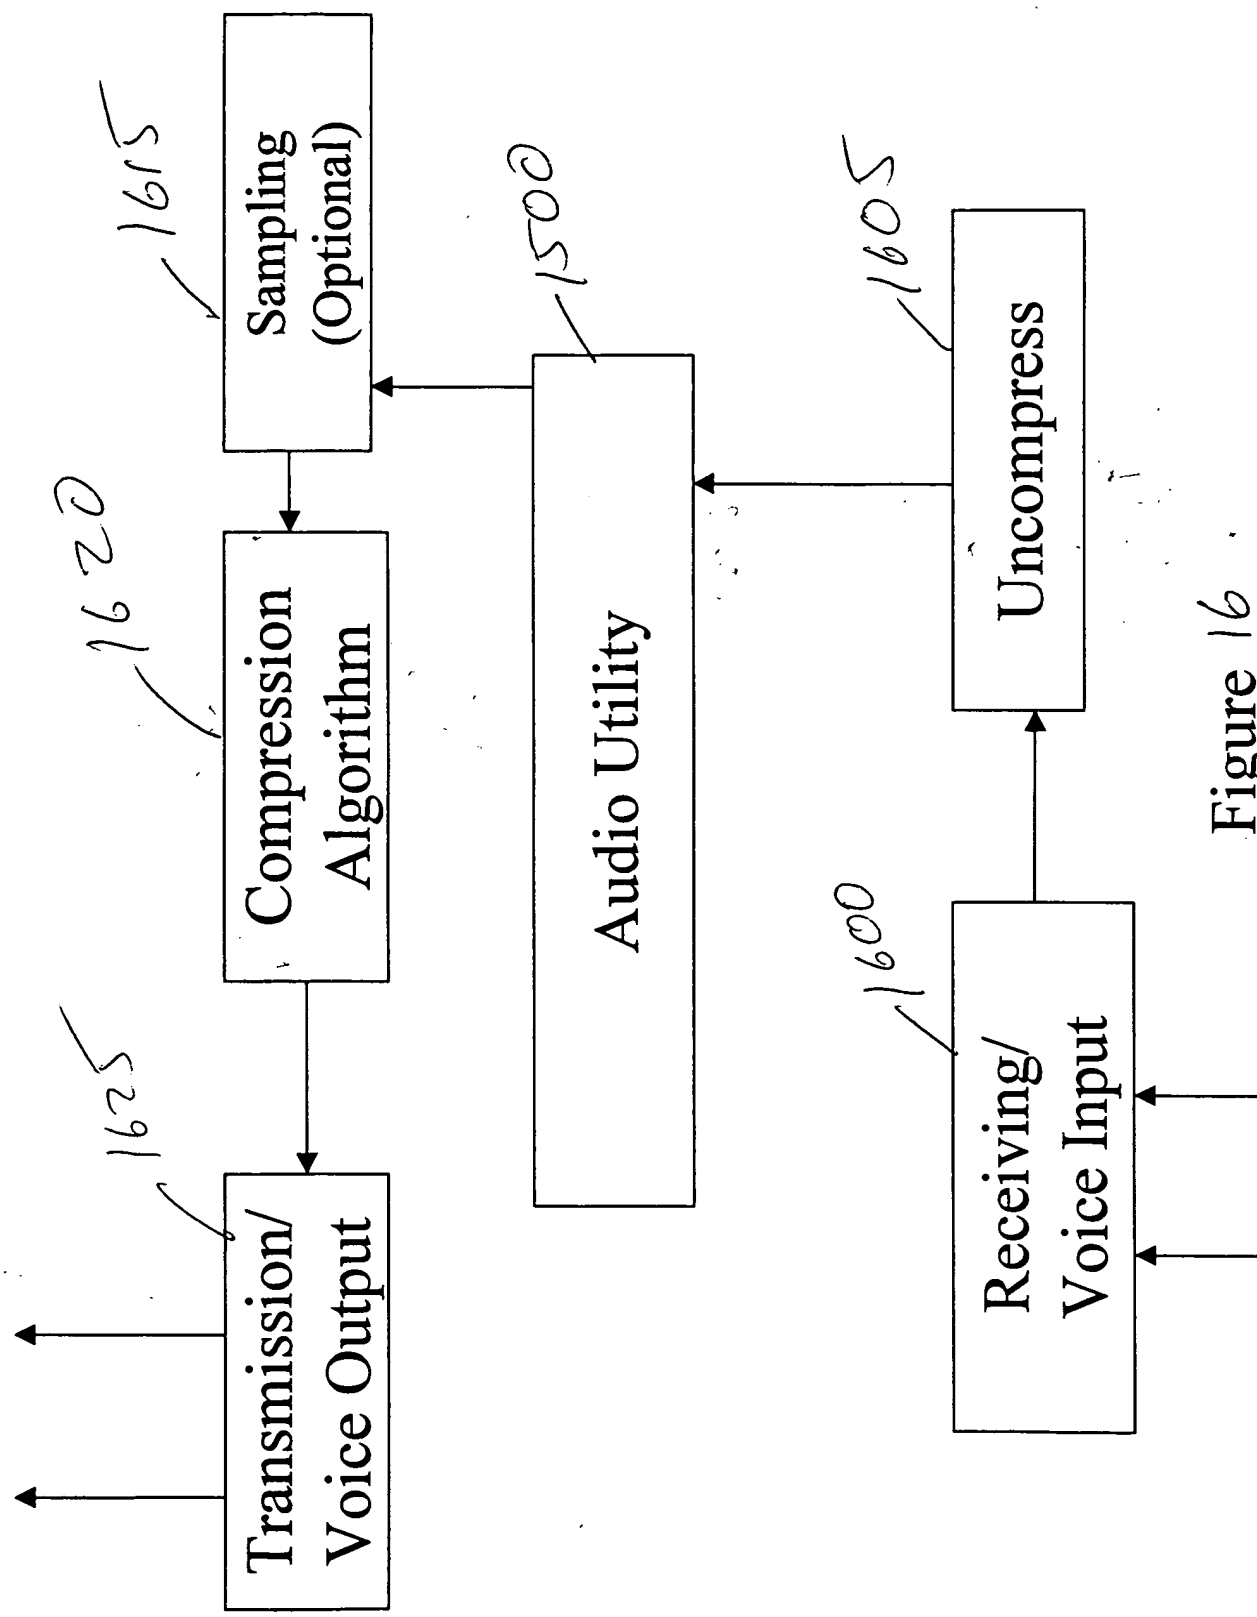 1625
Transmission/
Voice Output
1620
Compression
Algorithm
1615
Sampling
(Optional)
1500
Audio Utility
1600
Receiving/
Voice Input
1605
Uncompress
Figure 16